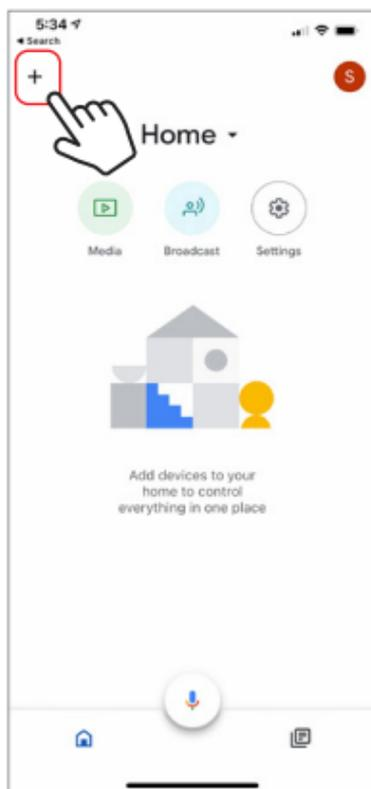 5:34
Search
+
S
Home
Media Broadcast Settings
Add devices to your
home to control
everything in one place